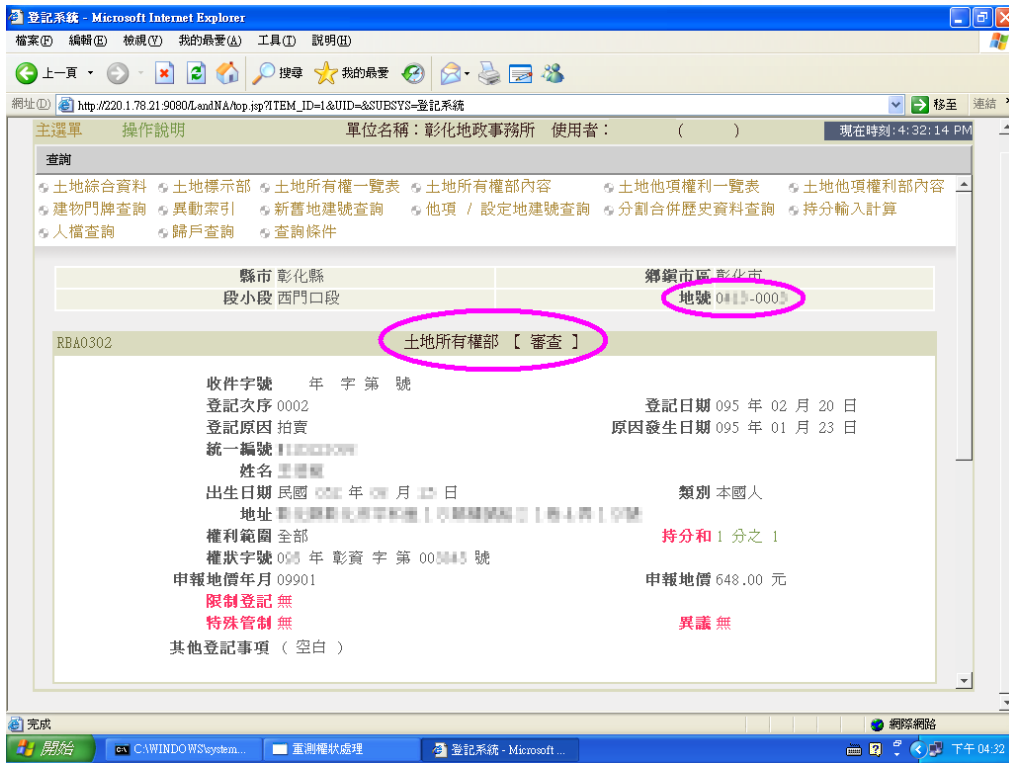 登記系統 - Microsoft Internet Explorer
檔案(F) 編輯(E) 檢視(V) 我的最愛(A) 工具(T) 說明(H)
上一頁 搜尋 我的最愛
網址(D) http://220.1.78.21:9080/LandNA/top.jsp?ITEM_ID=1&UID=&SUBSYS=登記系統 移至 連結
主選單 操作說明 單位名稱：彰化地政事務所 使用者： ( ) 現在時刻:4:32:14 PM
查詢
土地綜合資料 土地標示部 土地所有權一覽表 土地所有權部內容 土地他項權利一覽表 土地他項權利部內容
建物門牌查詢 異動索引 新舊地建號查詢 他項 / 設定地建號查詢 分割合併歷史資料查詢 持分輸入計算
人檔查詢 歸戶查詢 查詢條件
縣市 彰化縣 鄉鎮市區 彰化市
段小段 西門口段 地號
RBA0302 土地所有權部 【 審查 】
收件字號 年 字 第 號
登記次序 0002 登記日期 095 年 02 月 20 日
登記原因 拍賣 原因發生日期 095 年 01 月 23 日
統一編號
姓名
出生日期 民國 年 月 日 類別 本國人
地址
權利範圍 全部 持分和 1 分之 1
權狀字號 年 彰資 字 第 號
申報地價年月 09901 申報地價 648.00 元
限制登記 無
特殊管制 無 異議 無
其他登記事項 ( 空白 )
完成 網際網路
開始 C:\WINDOWS\system... 重測權狀處理 登記系統 - Microsoft ... 下午 04:32